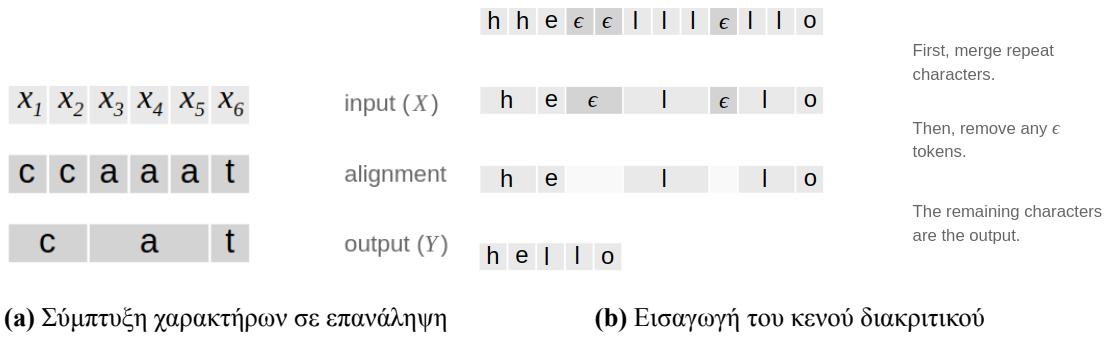 x1 x2 x3 x4 x5 x6 input (X)
c c a a a t alignment
c a t output (Y)
(a) Σύμπτυξη χαρακτήρων σε επανάληψη
h h e ϵ ϵ l l l ϵ l l o
First, merge repeat
characters.
h e ϵ l ϵ l o
Then, remove any ϵ
tokens.
h e l l o
The remaining characters
are the output.
h e l l o
(b) Εισαγωγή του κενού διακριτικού